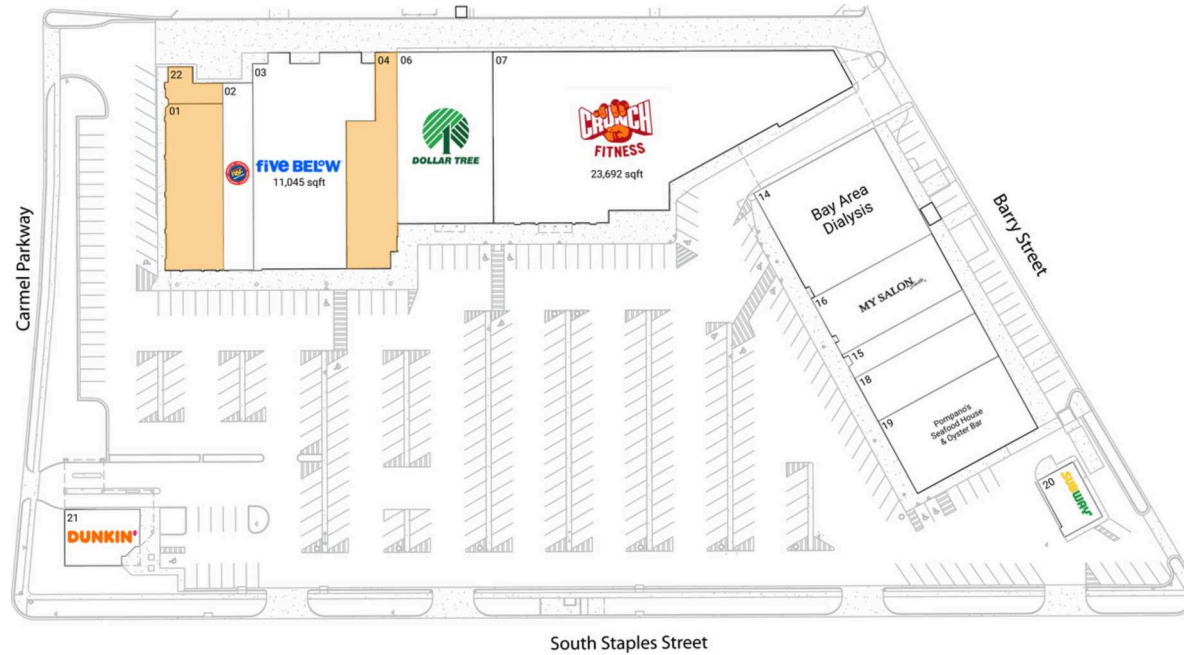 22
01
02
03
five BELOW
11,045 sqft
04
06
DOLLAR TREE
07
CRUNCH
FITNESS
23,692 sqft
14
Bay Area
Dialysis
16
MY SALON
15
18
19
Pompano's
Seafood House
& Oyster Bar
20
SUBWAY
21
DUNKIN'
Carmel Parkway
Barry Street
South Staples Street